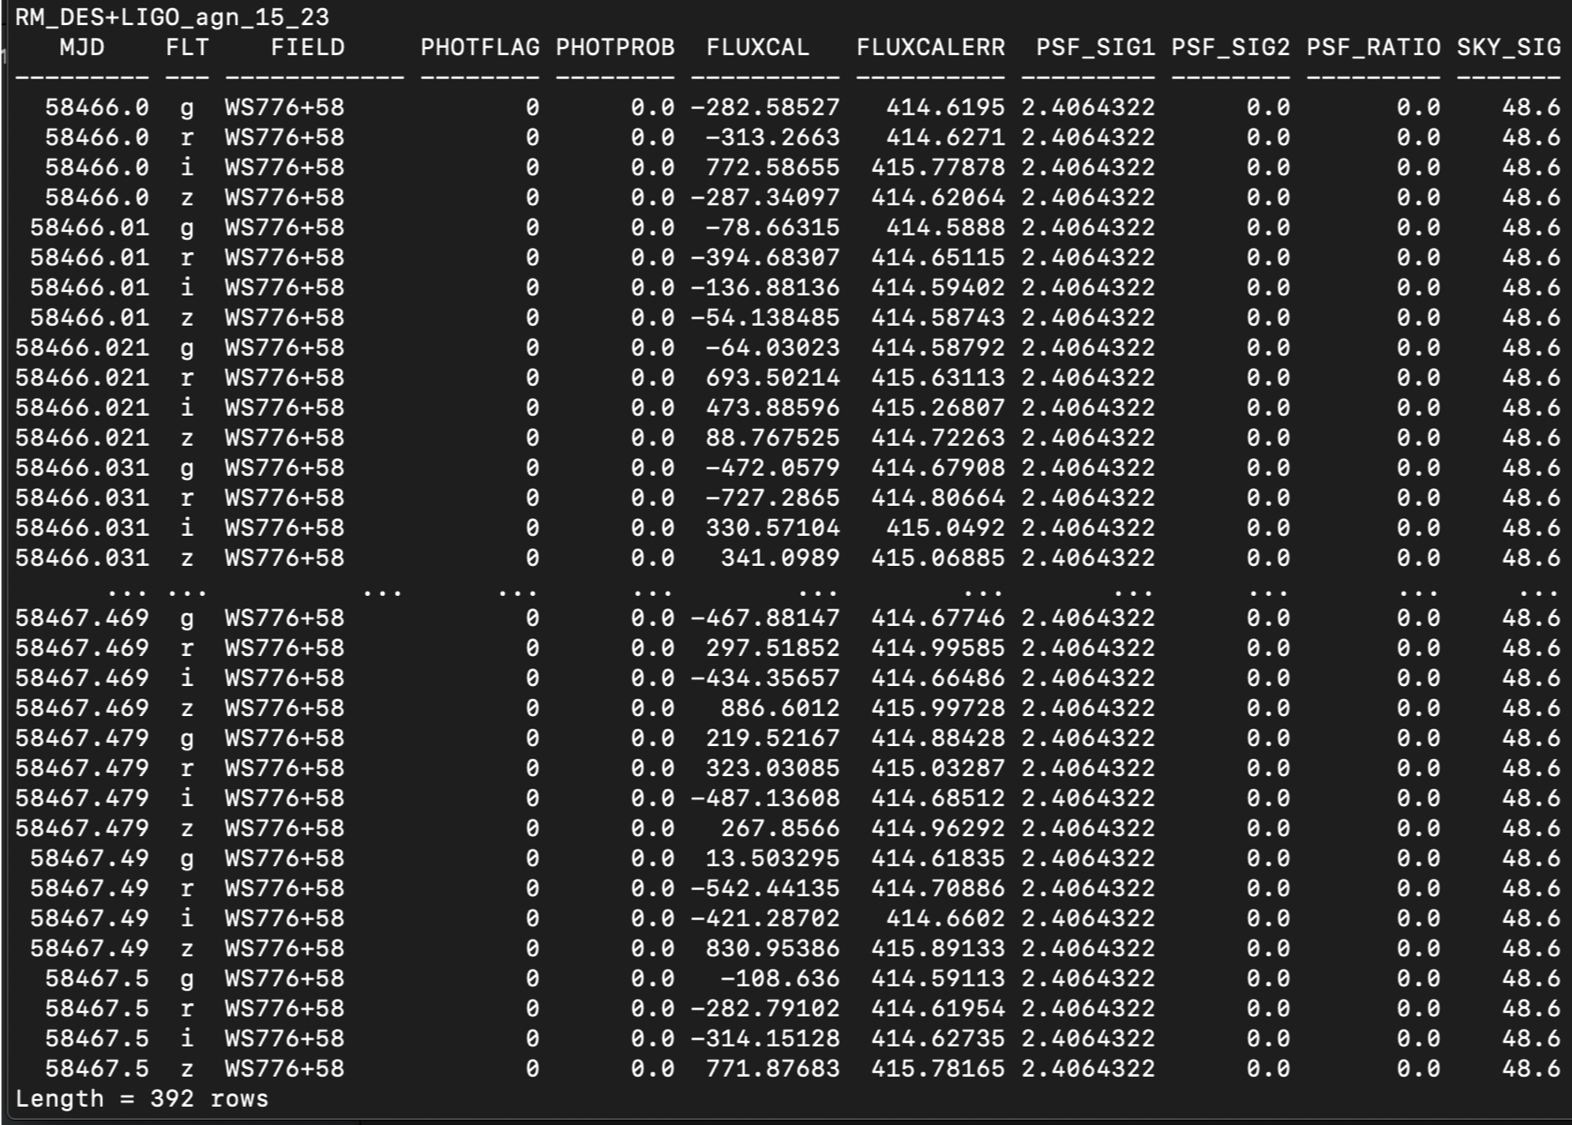 RM_DES+LIGO_agn_15_23
MJD FLT FIELD PHOTFLAG PHOTPROB FLUXCAL FLUXCALERR PSF_SIG1 PSF_SIG2 PSF_RATIO SKY_SIG
--------- --- ------------ -------- -------- ---------- ---------- --------- -------- --------- -------
58466.0 g WS776+58 0 0.0 -282.58527 414.6195 2.4064322 0.0 0.0 48.6
58466.0 r WS776+58 0 0.0 -313.2663 414.6271 2.4064322 0.0 0.0 48.6
58466.0 i WS776+58 0 0.0 772.58655 415.77878 2.4064322 0.0 0.0 48.6
58466.0 z WS776+58 0 0.0 -287.34097 414.62064 2.4064322 0.0 0.0 48.6
58466.01 g WS776+58 0 0.0 -78.66315 414.5888 2.4064322 0.0 0.0 48.6
58466.01 r WS776+58 0 0.0 -394.68307 414.65115 2.4064322 0.0 0.0 48.6
58466.01 i WS776+58 0 0.0 -136.88136 414.59402 2.4064322 0.0 0.0 48.6
58466.01 z WS776+58 0 0.0 -54.138485 414.58743 2.4064322 0.0 0.0 48.6
58466.021 g WS776+58 0 0.0 -64.03023 414.58792 2.4064322 0.0 0.0 48.6
58466.021 r WS776+58 0 0.0 693.50214 415.63113 2.4064322 0.0 0.0 48.6
58466.021 i WS776+58 0 0.0 473.88596 415.26807 2.4064322 0.0 0.0 48.6
58466.021 z WS776+58 0 0.0 88.767525 414.72263 2.4064322 0.0 0.0 48.6
58466.031 g WS776+58 0 0.0 -472.0579 414.67908 2.4064322 0.0 0.0 48.6
58466.031 r WS776+58 0 0.0 -727.2865 414.80664 2.4064322 0.0 0.0 48.6
58466.031 i WS776+58 0 0.0 330.57104 415.0492 2.4064322 0.0 0.0 48.6
58466.031 z WS776+58 0 0.0 341.0989 415.06885 2.4064322 0.0 0.0 48.6
... ... ... ... ... ... ... ... ... ... ...
58467.469 g WS776+58 0 0.0 -467.88147 414.67746 2.4064322 0.0 0.0 48.6
58467.469 r WS776+58 0 0.0 297.51852 414.99585 2.4064322 0.0 0.0 48.6
58467.469 i WS776+58 0 0.0 -434.35657 414.66486 2.4064322 0.0 0.0 48.6
58467.469 z WS776+58 0 0.0 886.6012 415.99728 2.4064322 0.0 0.0 48.6
58467.479 g WS776+58 0 0.0 219.52167 414.88428 2.4064322 0.0 0.0 48.6
58467.479 r WS776+58 0 0.0 323.03085 415.03287 2.4064322 0.0 0.0 48.6
58467.479 i WS776+58 0 0.0 -487.13608 414.68512 2.4064322 0.0 0.0 48.6
58467.479 z WS776+58 0 0.0 267.8566 414.96292 2.4064322 0.0 0.0 48.6
58467.49 g WS776+58 0 0.0 13.503295 414.61835 2.4064322 0.0 0.0 48.6
58467.49 r WS776+58 0 0.0 -542.44135 414.70886 2.4064322 0.0 0.0 48.6
58467.49 i WS776+58 0 0.0 -421.28702 414.6602 2.4064322 0.0 0.0 48.6
58467.49 z WS776+58 0 0.0 830.95386 415.89133 2.4064322 0.0 0.0 48.6
58467.5 g WS776+58 0 0.0 -108.636 414.59113 2.4064322 0.0 0.0 48.6
58467.5 r WS776+58 0 0.0 -282.79102 414.61954 2.4064322 0.0 0.0 48.6
58467.5 i WS776+58 0 0.0 -314.15128 414.62735 2.4064322 0.0 0.0 48.6
58467.5 z WS776+58 0 0.0 771.87683 415.78165 2.4064322 0.0 0.0 48.6
Length = 392 rows